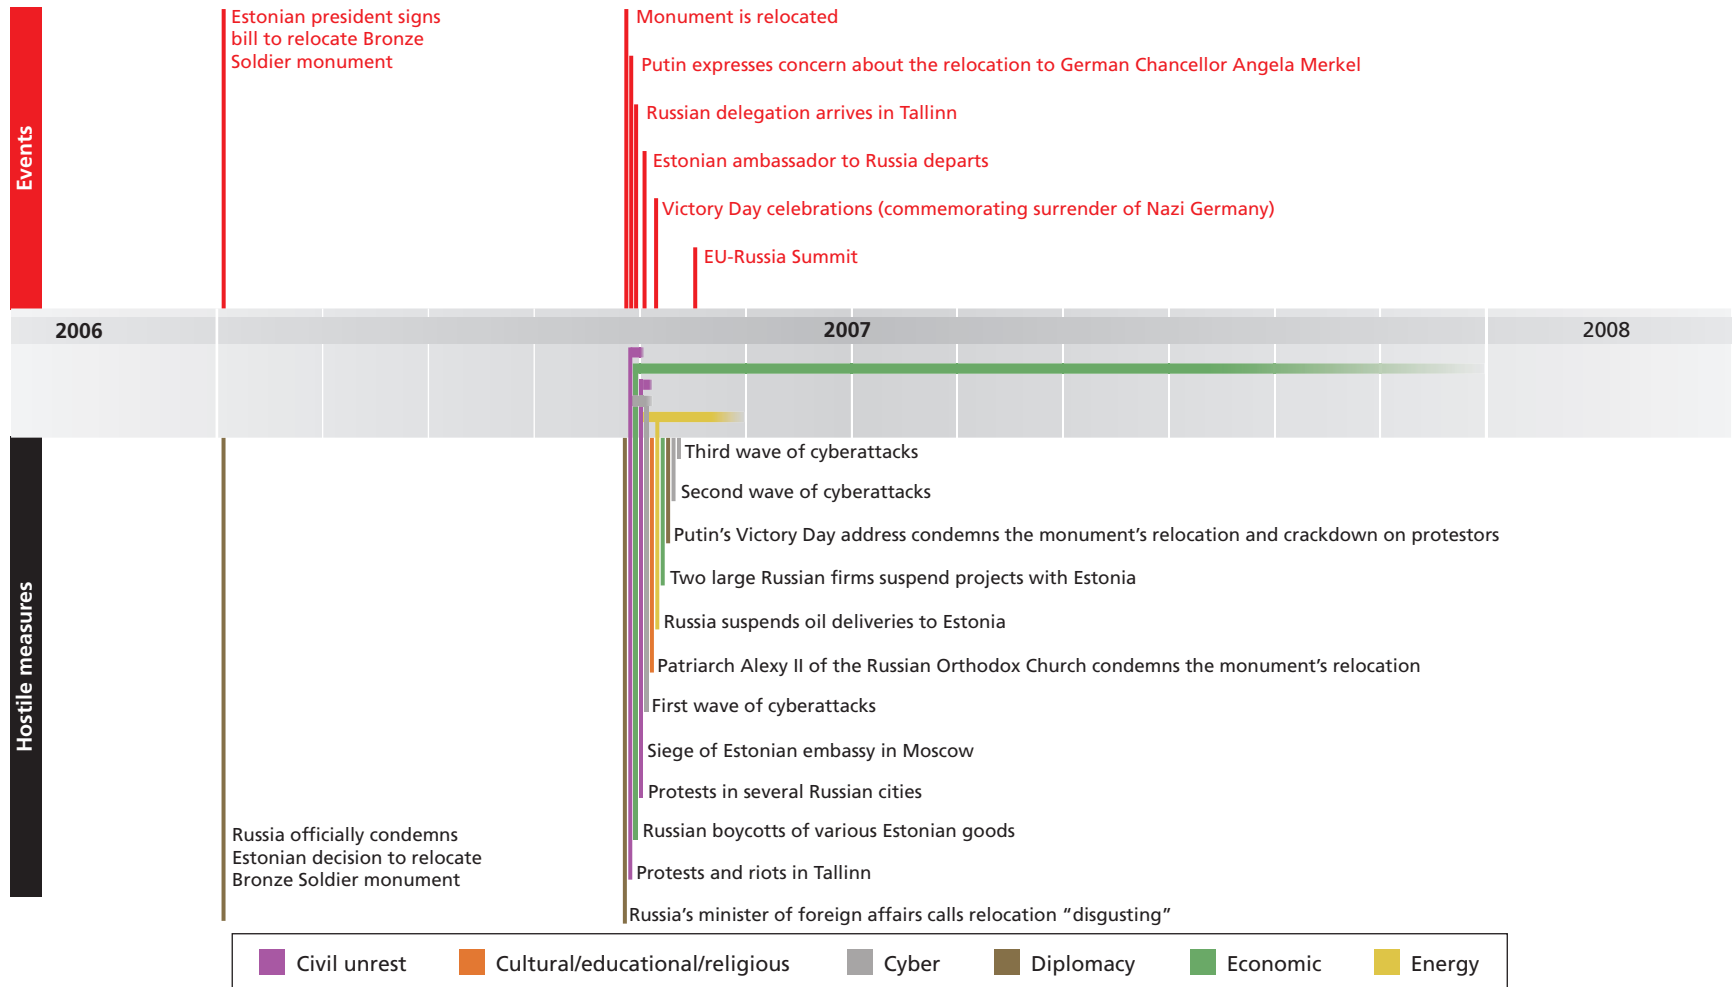 Events
Estonian president signs
bill to relocate Bronze
Soldier monument
Monument is relocated
Putin expresses concern about the relocation to German Chancellor Angela Merkel
Russian delegation arrives in Tallinn
Estonian ambassador to Russia departs
Victory Day celebrations (commemorating surrender of Nazi Germany)
EU-Russia Summit
2006
2007
2008
Hostile measures
Third wave of cyberattacks
Second wave of cyberattacks
Putin’s Victory Day address condemns the monument’s relocation and crackdown on protestors
Two large Russian firms suspend projects with Estonia
Russia suspends oil deliveries to Estonia
Patriarch Alexy II of the Russian Orthodox Church condemns the monument’s relocation
First wave of cyberattacks
Siege of Estonian embassy in Moscow
Protests in several Russian cities
Russian boycotts of various Estonian goods
Protests and riots in Tallinn
Russia’s minister of foreign affairs calls relocation “disgusting”
Russia officially condemns
Estonian decision to relocate
Bronze Soldier monument
Civil unrest
Cultural/educational/religious
Cyber
Diplomacy
Economic
Energy